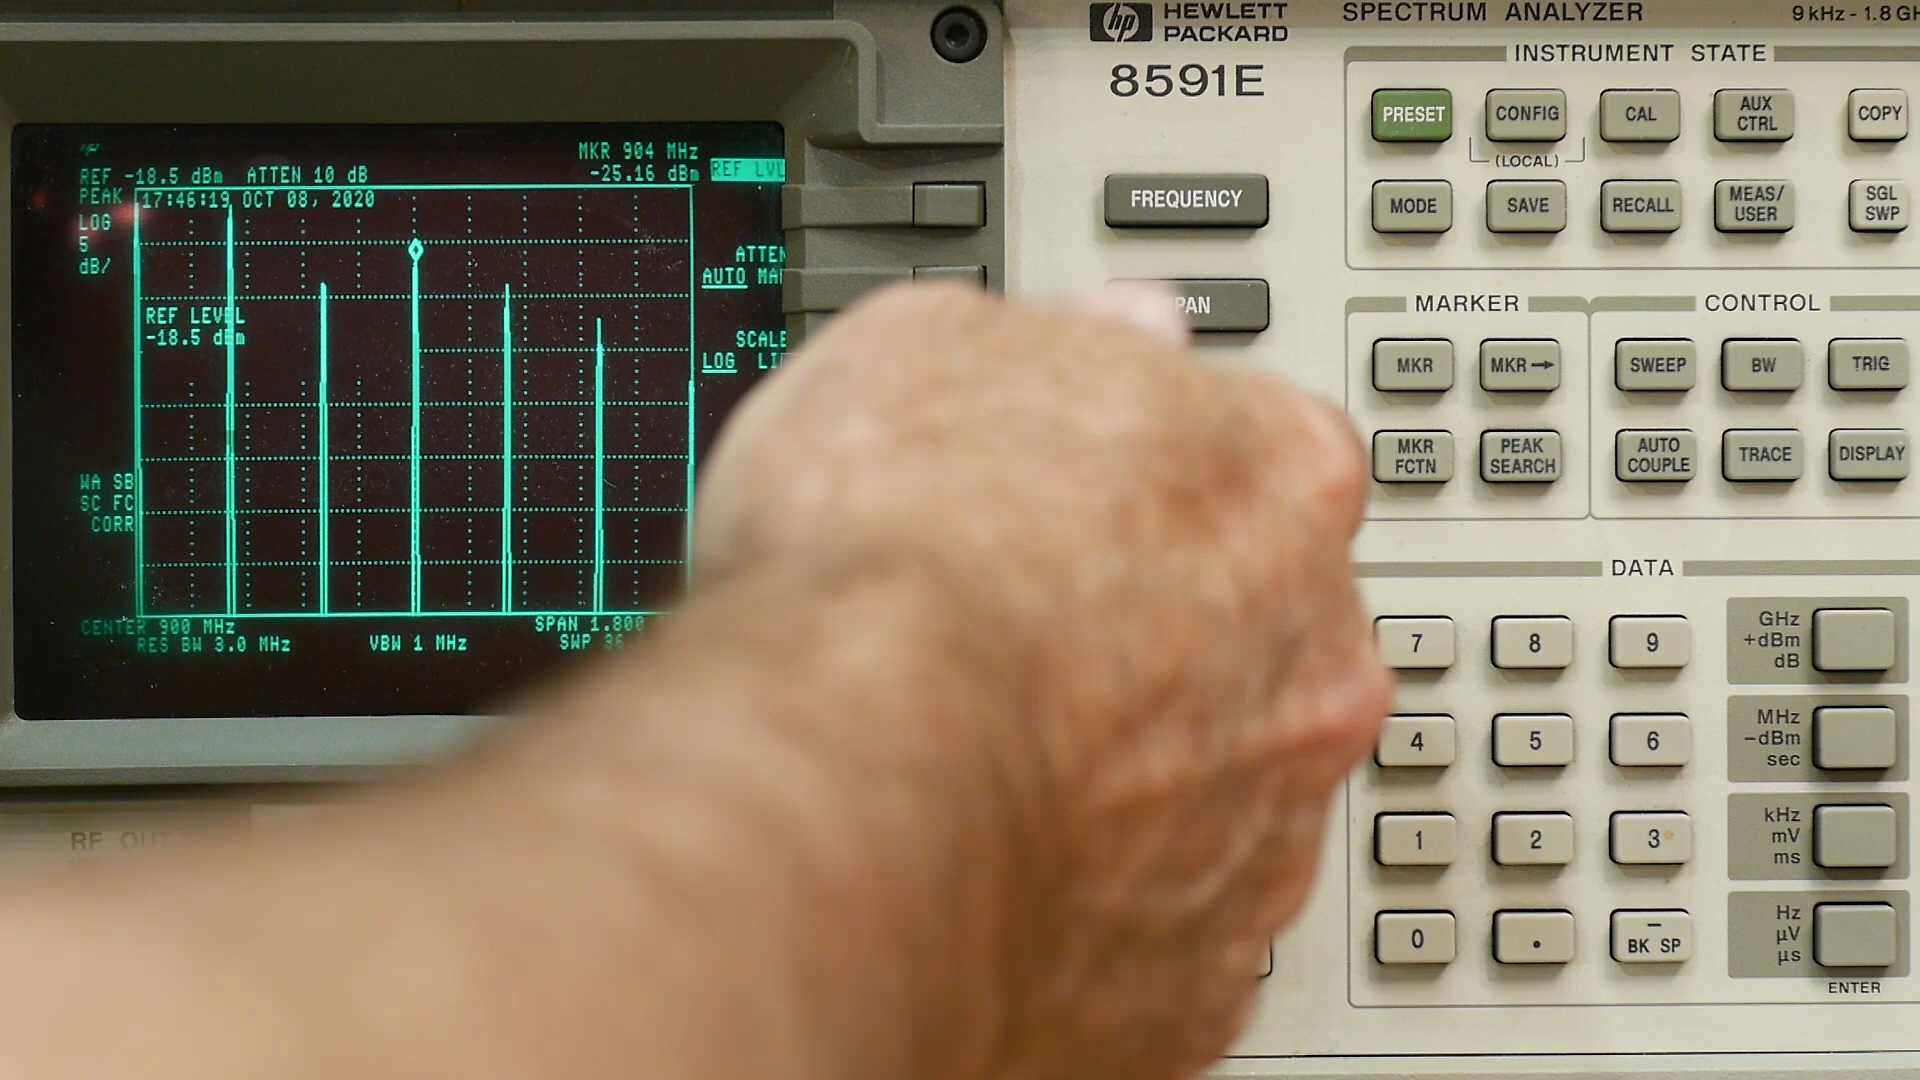 hp HEWLETT
PACKARD
8591E
SPECTRUM ANALYZER
9 kHz - 1.8
INSTRUMENT STATE
PRESET
CONFIG
CAL
AUX
CTRL
COPY
(LOCAL)
MODE
SAVE
RECALL
MEAS/
USER
SGL
SWP
FREQUENCY
MARKER
CONTROL
MKR
MKR→
SWEEP
BW
TRIG
MKR
FCTN
PEAK
SEARCH
AUTO
COUPLE
TRACE
DISPLAY
DATA
7
8
9
GHz
+dBm
dB
4
5
6
MHz
-dBm
sec
1
2
3
kHz
mV
ms
0
.
–
BK SP
Hz
µV
µs
ENTER
hp
MKR 904 MHz
REF -18.5 dBm ATTEN 10 dB
-25.16 dBm
REF LVL
PEAK
17:46:19 OCT 08, 2020
LOG
5
dB/
AUTO
REF LEVEL
-18.5 dBm
SCALE
LOG
WA SB
SC FC
CORR
CENTER 900 MHz
SPAN 1.800
RES BW 3.0 MHz
VBW 1 MHz
SWP
RF OUT